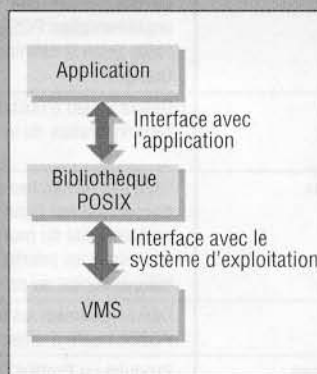 Application
Interface avec
l'application
Bibliothèque
POSIX
Interface avec le
système d'exploitation
VMS